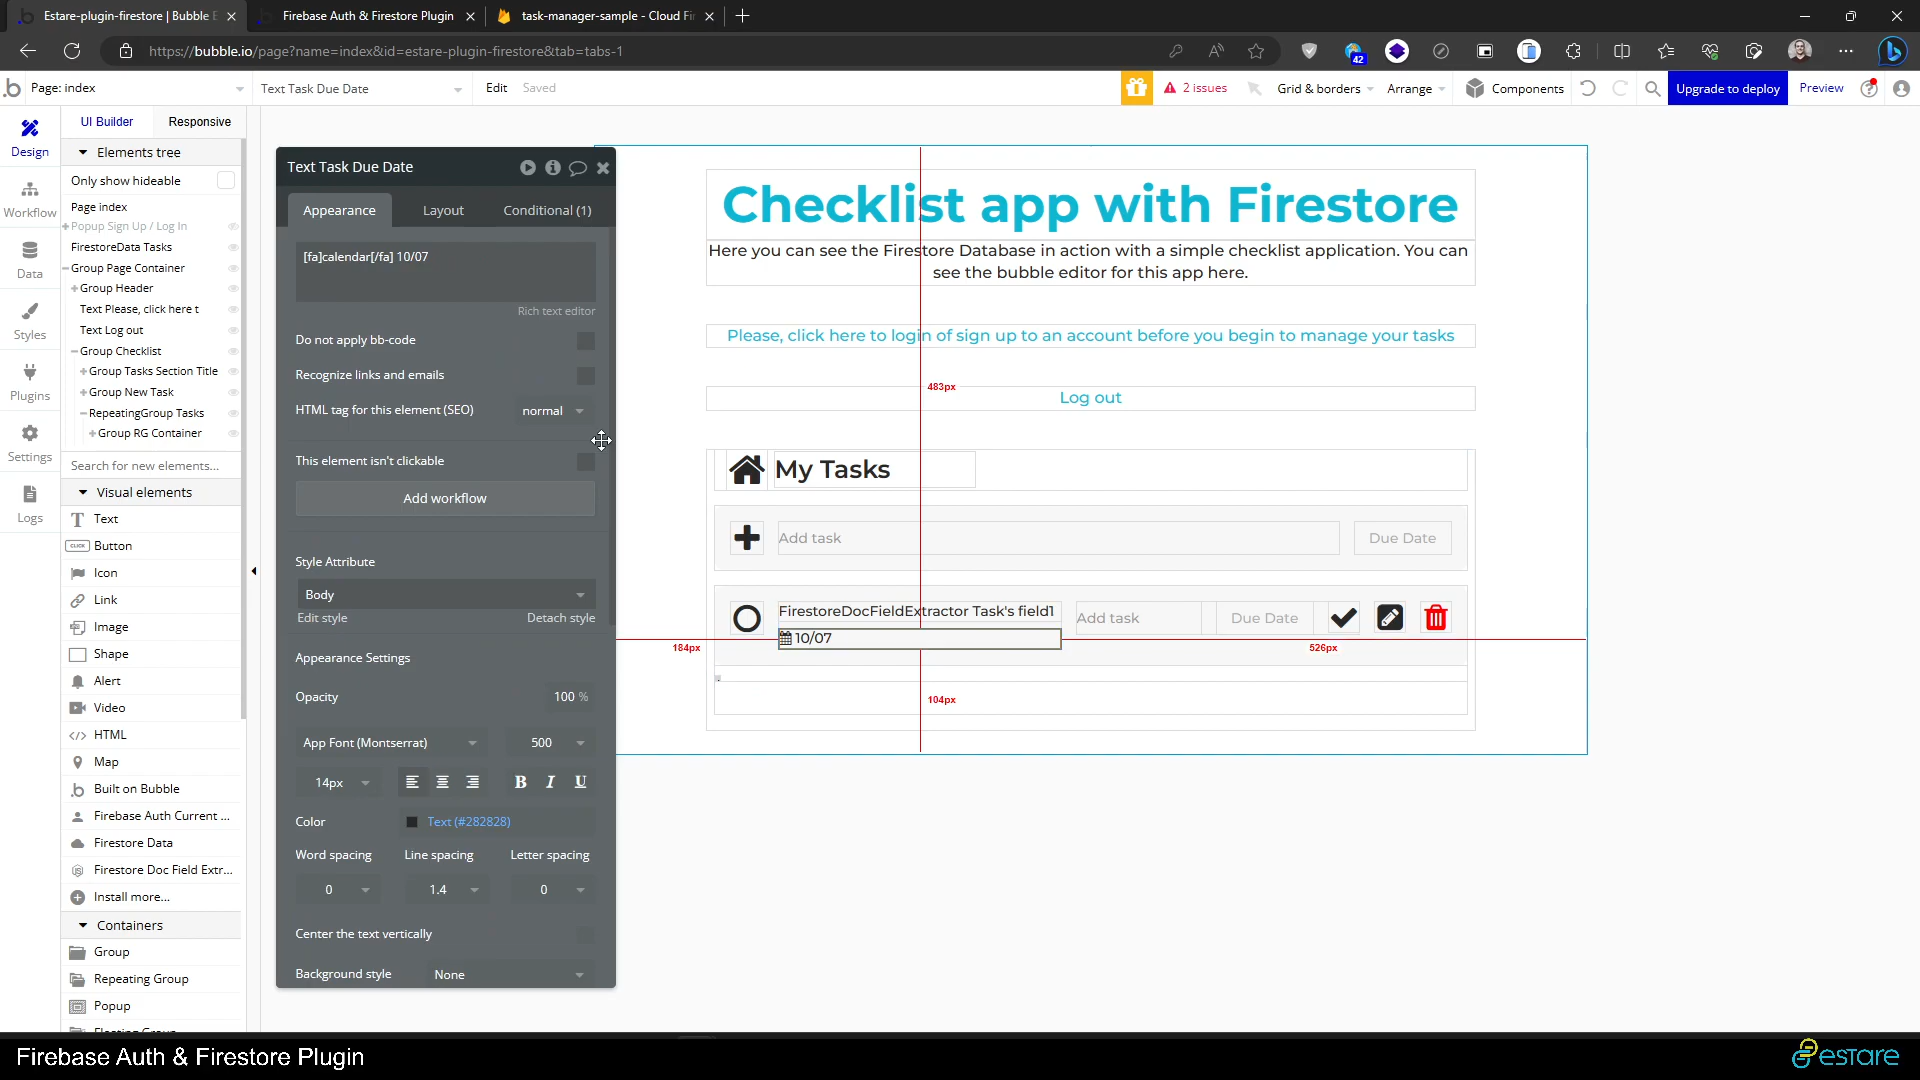 Estare-plugin-firestore | Bubble E
Firebase Auth & Firestore Plugin
task-manager-sample - Cloud Fir
https://bubble.io/page?name=index&id=estare-plugin-firestore&tab=tabs-1
42
Page: index
Text Task Due Date
Edit
Saved
2 issues
Grid & borders
Arrange
Components
Upgrade to deploy
Preview
Design
Workflow
Data
Styles
Plugins
Settings
Logs
UI Builder
Responsive
Elements tree
Only show hideable
Page index
Popup Sign Up / Log In
FirestoreData Tasks
Group Page Container
Group Header
Text Please, click here t
Text Log out
Group Checklist
Group Tasks Section Title
Group New Task
RepeatingGroup Tasks
Group RG Container
Search for new elements...
Visual elements
Text
CLICK
Button
Icon
Link
Image
Shape
Alert
Video
HTML
Map
Built on Bubble
Firebase Auth Current ...
Firestore Data
Firestore Doc Field Extr...
Install more...
Containers
Group
Repeating Group
Popup
Floating Group
Text Task Due Date
Appearance
Layout
Conditional (1)
[fa]calendar[/fa] 10/07
Rich text editor
Do not apply bb-code
Recognize links and emails
HTML tag for this element (SEO)
normal
This element isn't clickable
Add workflow
Style Attribute
Body
Edit style
Detach style
Appearance Settings
Opacity
100 %
App Font (Montserrat)
500
14px
B I U
Color
Text (#282828)
Word spacing
Line spacing
Letter spacing
0
1.4
0
Center the text vertically
Background style
None
Checklist app with Firestore
Here you can see the Firestore Database in action with a simple checklist application. You can
see the bubble editor for this app here.
Please, click here to login of sign up to an account before you begin to manage your tasks
483px
Log out
My Tasks
Add task
Due Date
FirestoreDocFieldExtractor Task's field1
Add task
Due Date
10/07
184px
526px
104px
Firebase Auth & Firestore Plugin
estare